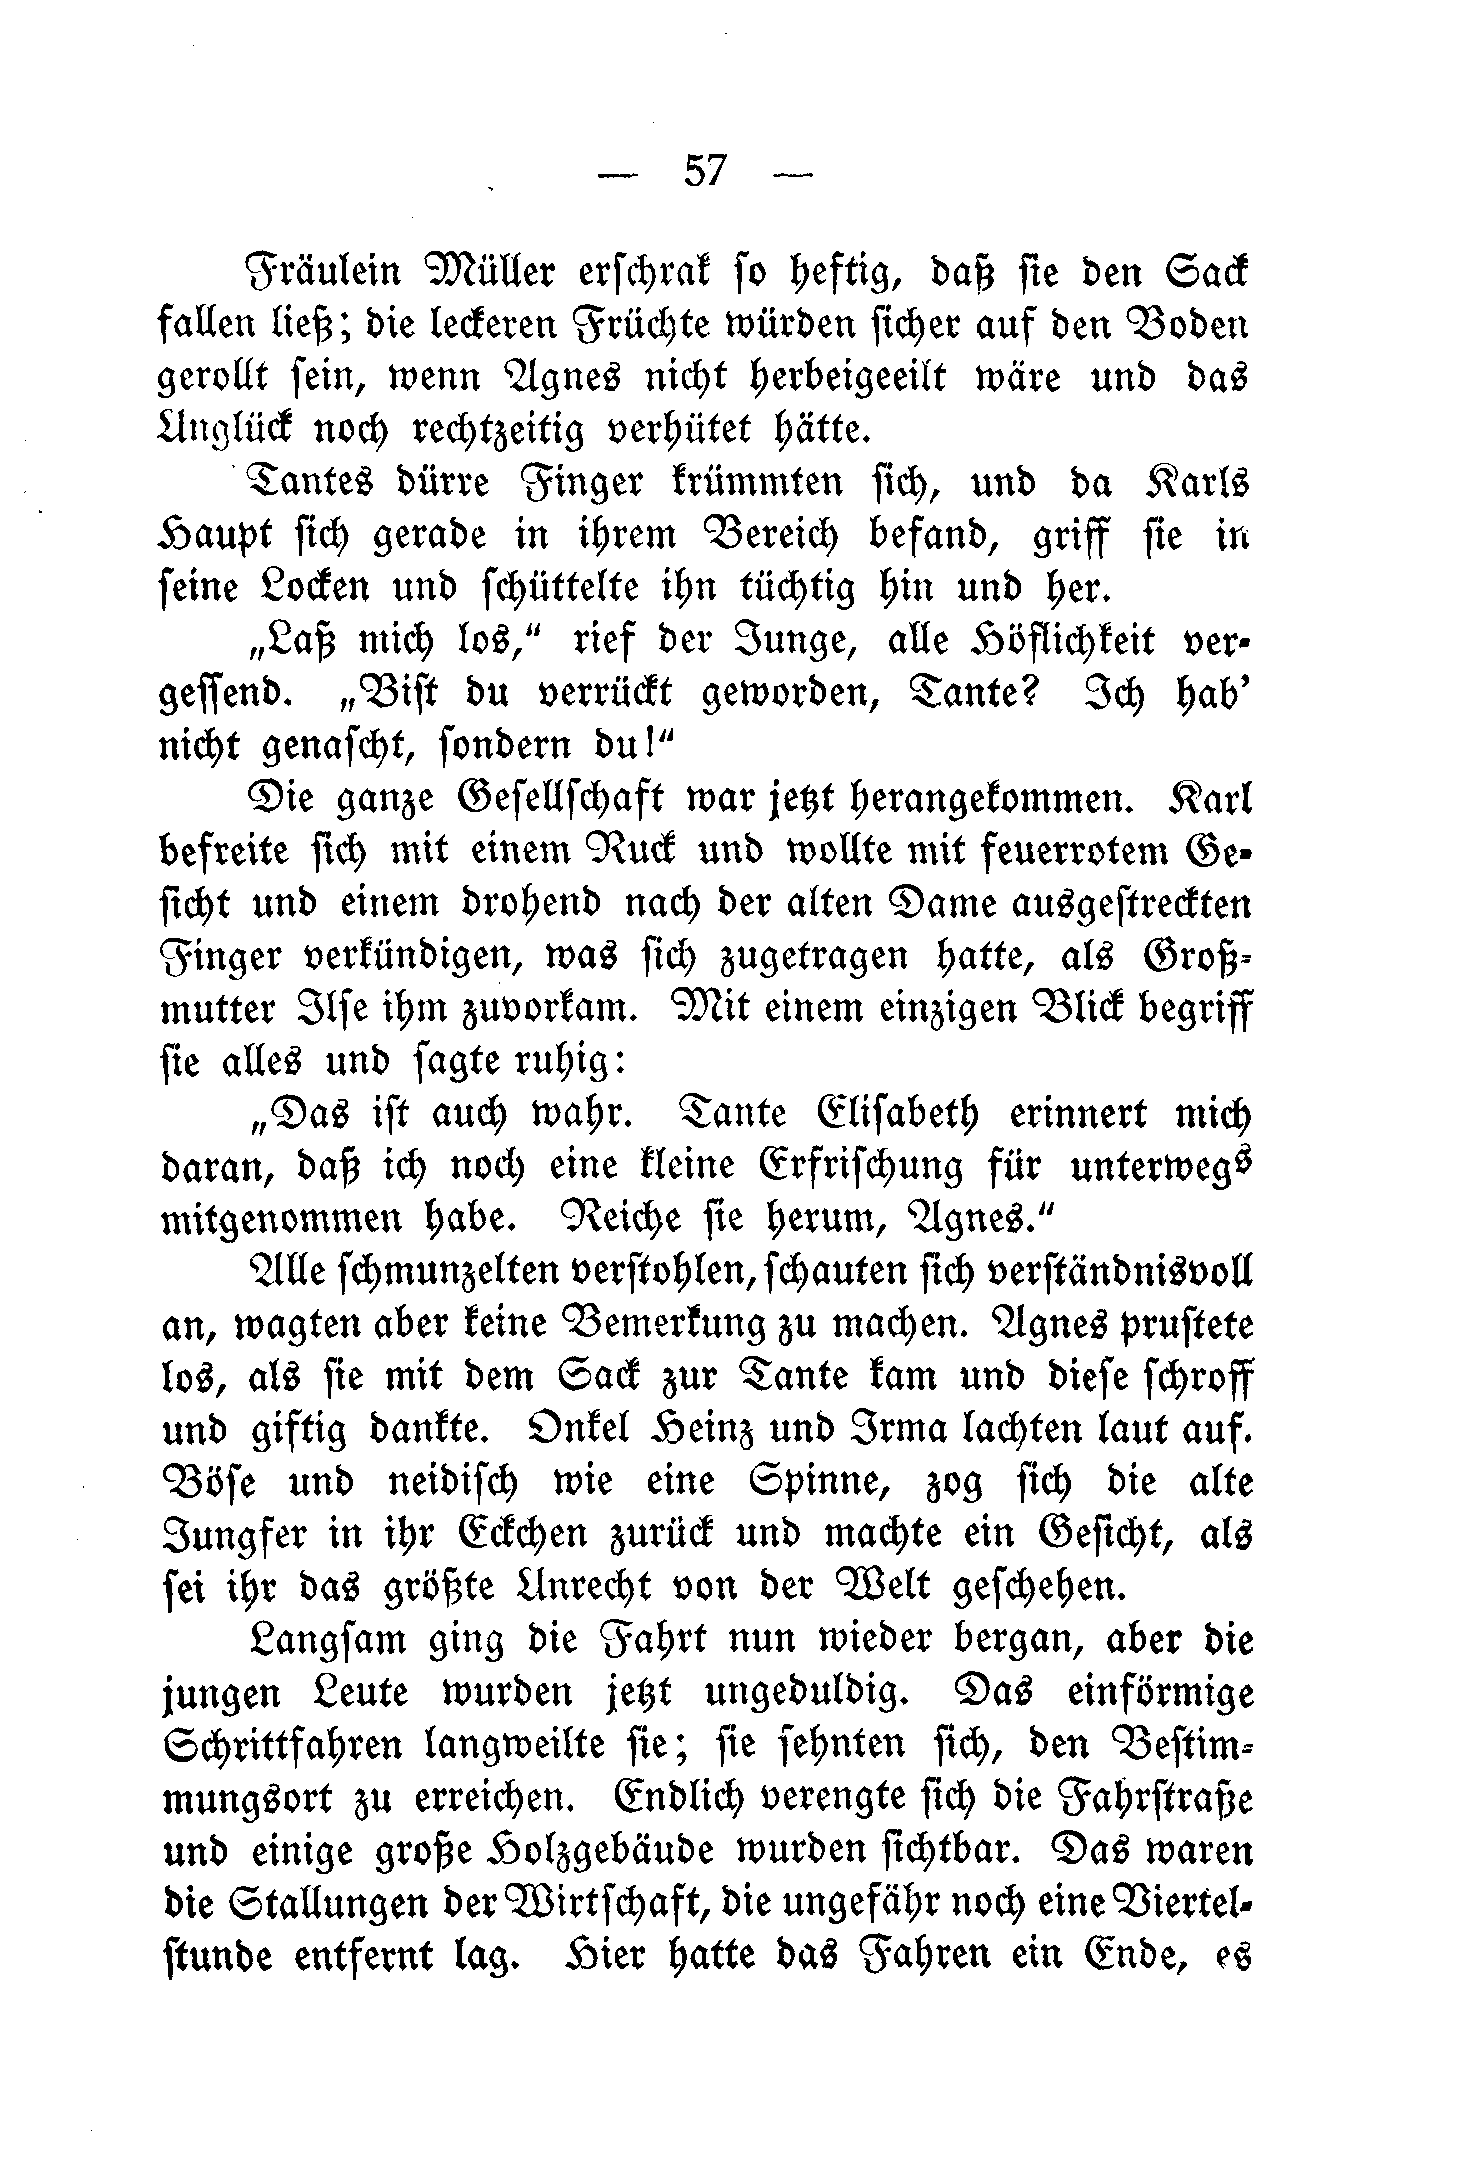 — 57 —
Fräulein Müller erschrak so heftig, daß sie den Sack
fallen ließ; die leckeren Früchte würden sicher auf den Boden
gerollt sein, wenn Agnes nicht herbeigeeilt wäre und das
Unglück noch rechtzeitig verhütet hätte.
Tantes dürre Finger krümmten sich, und da Karls
Haupt sich gerade in ihrem Bereich befand, griff sie in
seine Locken und schüttelte ihn tüchtig hin und her.
„Laß mich los,“ rief der Junge, alle Höflichkeit ver-
gessend. „Bist du verrückt geworden, Tante? Ich hab’
nicht genascht, sondern du!“
Die ganze Gesellschaft war jetzt herangekommen. Karl
befreite sich mit einem Ruck und wollte mit feuerrotem Ge-
sicht und einem drohend nach der alten Dame ausgestreckten
Finger verkündigen, was sich zugetragen hatte, als Groß-
mutter Ilse ihm zuvorkam. Mit einem einzigen Blick begriff
sie alles und sagte ruhig:
„Das ist auch wahr. Tante Elisabeth erinnert mich
daran, daß ich noch eine kleine Erfrischung für unterwegs
mitgenommen habe. Reiche sie herum, Agnes.“
Alle schmunzelten verstohlen, schauten sich verständnisvoll
an, wagten aber keine Bemerkung zu machen. Agnes prustete
los, als sie mit dem Sack zur Tante kam und diese schroff
und giftig dankte. Onkel Heinz und Irma lachten laut auf.
Böse und neidisch wie eine Spinne, zog sich die alte
Jungfer in ihr Eckchen zurück und machte ein Gesicht, als
sei ihr das größte Unrecht von der Welt geschehen.
Langsam ging die Fahrt nun wieder bergan, aber die
jungen Leute wurden jetzt ungeduldig. Das einförmige
Schrittfahren langweilte sie; sie sehnten sich, den Bestim-
mungsort zu erreichen. Endlich verengte sich die Fahrstraße
und einige große Holzgebäude wurden sichtbar. Das waren
die Stallungen der Wirtschaft, die ungefähr noch eine Viertel-
stunde entfernt lag. Hier hatte das Fahren ein Ende, es